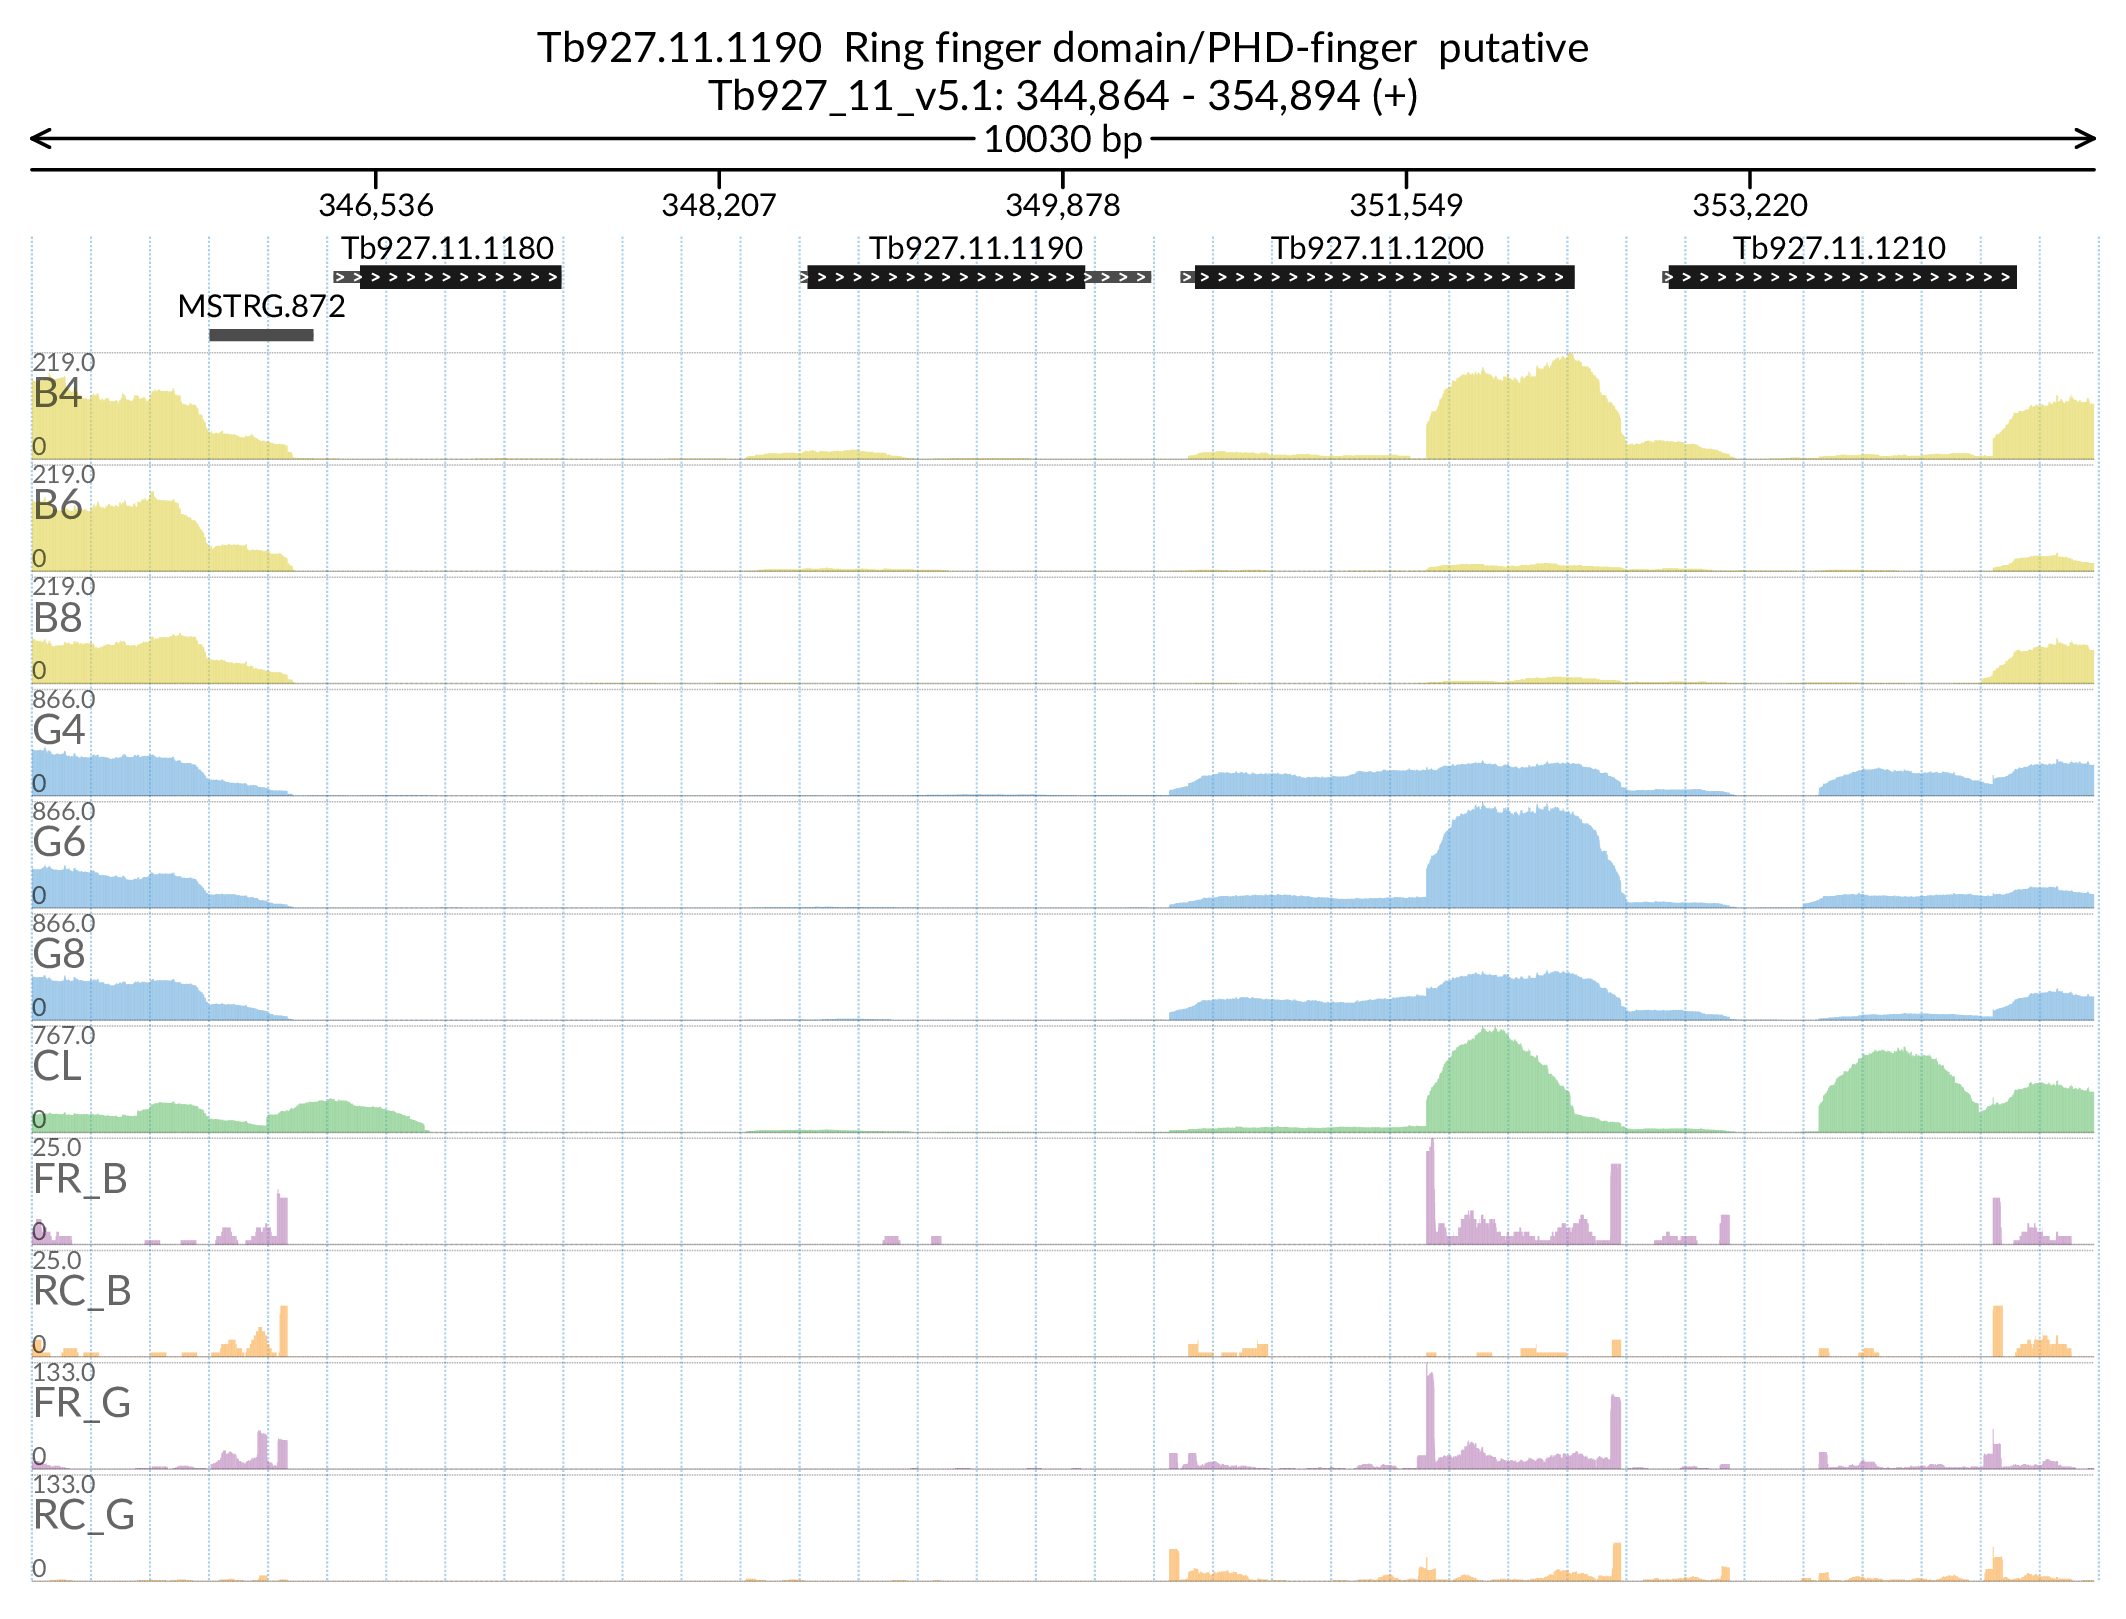 Tb927.11.1190 Ring finger domain/PHD-finger putative
Tb927_11_v5.1: 344,864 - 354,894 (+)
10030 bp
346,536 348,207 349,878 351,549 353,220
Tb927.11.1180 Tb927.11.1190 Tb927.11.1200 Tb927.11.1210
MSTRG.872
219.0
B4
0
219.0
B6
0
219.0
B8
0
866.0
G4
0
866.0
G6
0
866.0
G8
0
767.0
CL
0
25.0
FR_B
0
25.0
RC_B
0
133.0
FR_G
0
133.0
RC_G
0